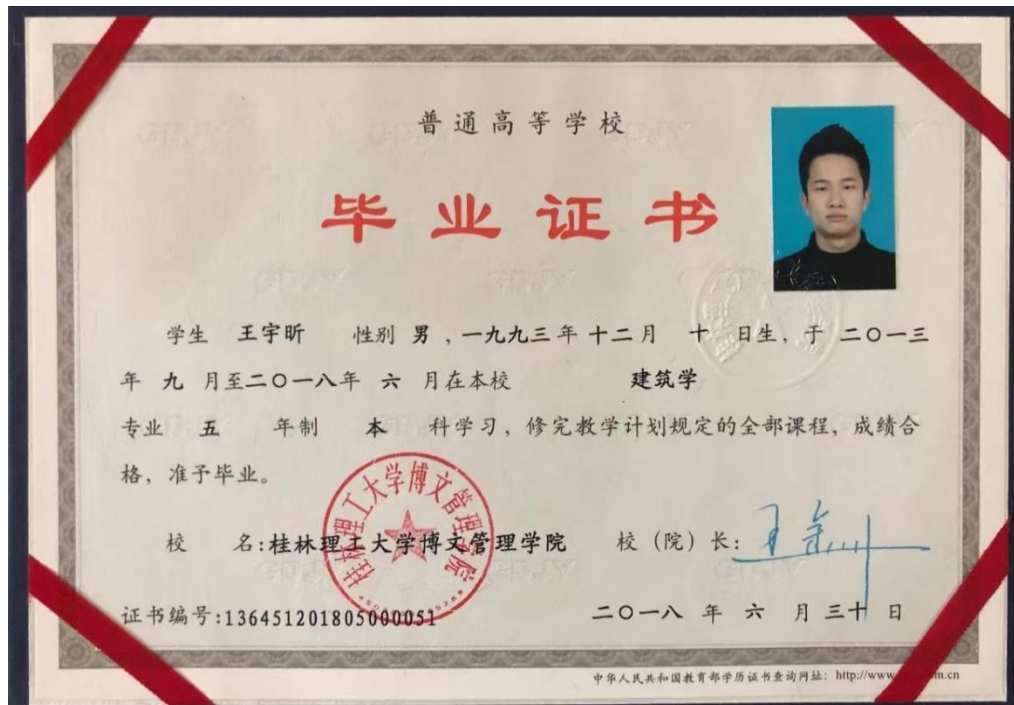 普通高等学校
毕业证书
学生 王宇昕 性别 男 ,一九九三年十二月 十 日生,于 二〇一三
年 九 月至二〇一八年 六 月在本校 建筑学
专业 五 年制 本 科学习,修完教学计划规定的全部课程,成绩合
格,准予毕业。
桂林理工大学博文管理学院
校 名:桂林理工大学博文管理学院 校(院)长:
证书编号:136451201805000051 二〇一八 年 六 月 三十 日
中华人民共和国教育部学历证书查询网址: http://www